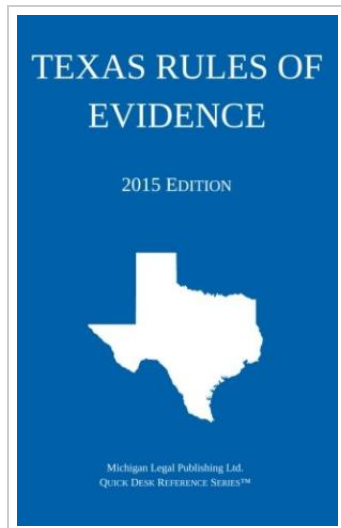 TEXAS RULES OF
EVIDENCE
2015 EDITION
Michigan Legal Publishing Ltd.
QUICK DESK REFERENCE SERIES™